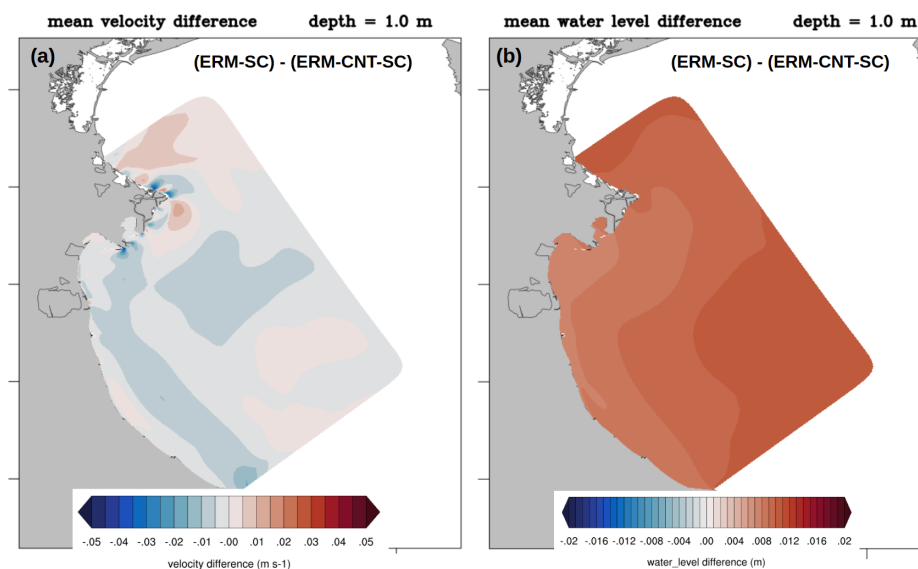 mean velocity difference depth = 1.0 m
(a) (ERM-SC) - (ERM-CNT-SC)
-.05 -.04 -.03 -.02 -.01 -.00 .01 .02 .03 .04 .05
velocity difference (m s-1)
mean water level difference depth = 1.0 m
(b) (ERM-SC) - (ERM-CNT-SC)
-.02 -.016 -.012 -.008 -.004 .00 .004 .008 .012 .016 .02
water_level difference (m)